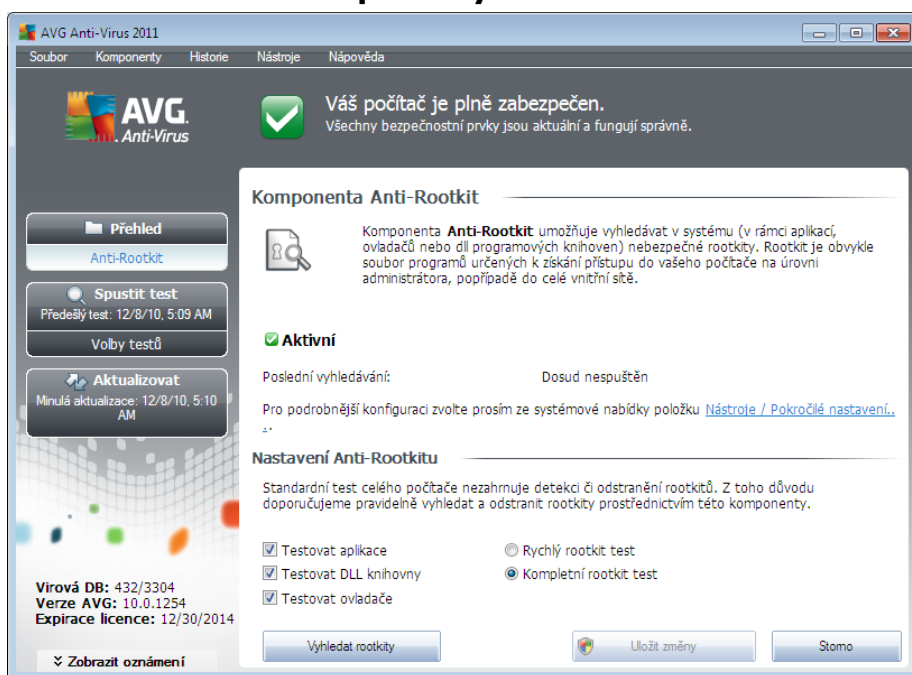 AVG Anti-Virus 2011
Soubor Komponenty Historie Nástroje Nápověda
AVG.
Anti-Virus
Váš počítač je plně zabezpečen.
Všechny bezpečnostní prvky jsou aktuální a fungují správně.
Přehled
Anti-Rootkit
Spustit test
Předešlý test: 12/8/10, 5:09 AM
Volby testů
Aktualizovat
Minulá aktualizace: 12/8/10, 5:10
AM
Virová DB: 432/3304
Verze AVG: 10.0.1254
Expirace licence: 12/30/2014
Zobrazit oznámení
Komponenta Anti-Rootkit
Komponenta Anti-Rootkit umožňuje vyhledávat v systému (v rámci aplikací,
ovladačů nebo dll programových knihoven) nebezpečné rootkity. Rootkit je obvykle
soubor programů určených k získání přístupu do vašeho počítače na úrovni
administrátora, popřípadě do celé vnitřní sítě.
Aktivní
Poslední vyhledávání: Dosud nespuštěn
Pro podrobnější konfiguraci zvolte prosím ze systémové nabídky položku Nástroje / Pokročilé nastavení..
..
Nastavení Anti-Rootkitu
Standardní test celého počítače nezahrnuje detekci či odstranění rootkitů. Z toho důvodu
doporučujeme pravidelně vyhledat a odstranit rootkity prostřednictvím této komponenty.
Testovat aplikace Rychlý rootkit test
Testovat DLL knihovny Kompletní rootkit test
Testovat ovladače
Vyhledat rootkity Uložit změny Storno